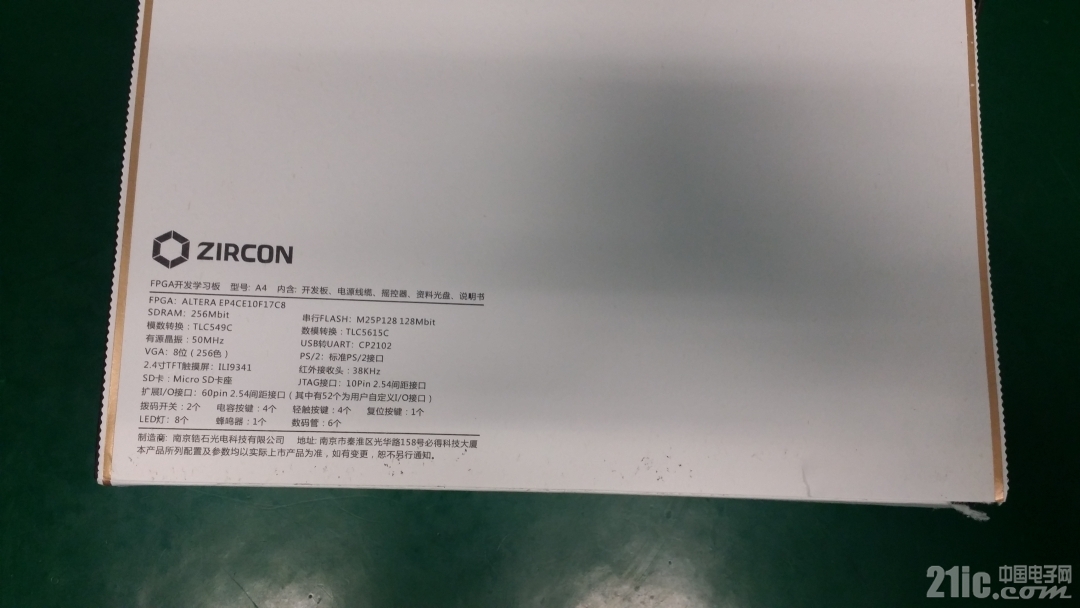 ZIRCON
FPGA开发学习板 型号: A4 内含: 开发板、电源线缆、摇控器、资料光盘、说明书
FPGA: ALTERA EP4CE10F17C8
SDRAM: 256Mbit 串行FLASH: M25P128 128Mbit
模数转换: TLC549C 数模转换: TLC5615C
有源晶振: 50MHz USB转UART: CP2102
VGA: 8位 (256色) PS/2: 标准PS/2接口
2.4寸TFT触摸屏: ILI9341 红外接收头: 38KHz
SD卡: Micro SD卡座 JTAG接口: 10Pin 2.54间距接口
扩展I/O接口: 60pin 2.54间距接口 (其中有52个为用户自定义I/O接口)
拨码开关: 2个 电容按键: 4个 轻触按键: 4个 复位按键: 1个
LED灯: 8个 蜂鸣器: 1个 数码管: 6个
制造商: 南京锆石光电科技有限公司 地址: 南京市秦淮区光华路158号必得科技大厦
本产品所列配置及参数均以实际上市产品为准, 如有变更, 恕不另行通知。
21ic中国电子网
.com